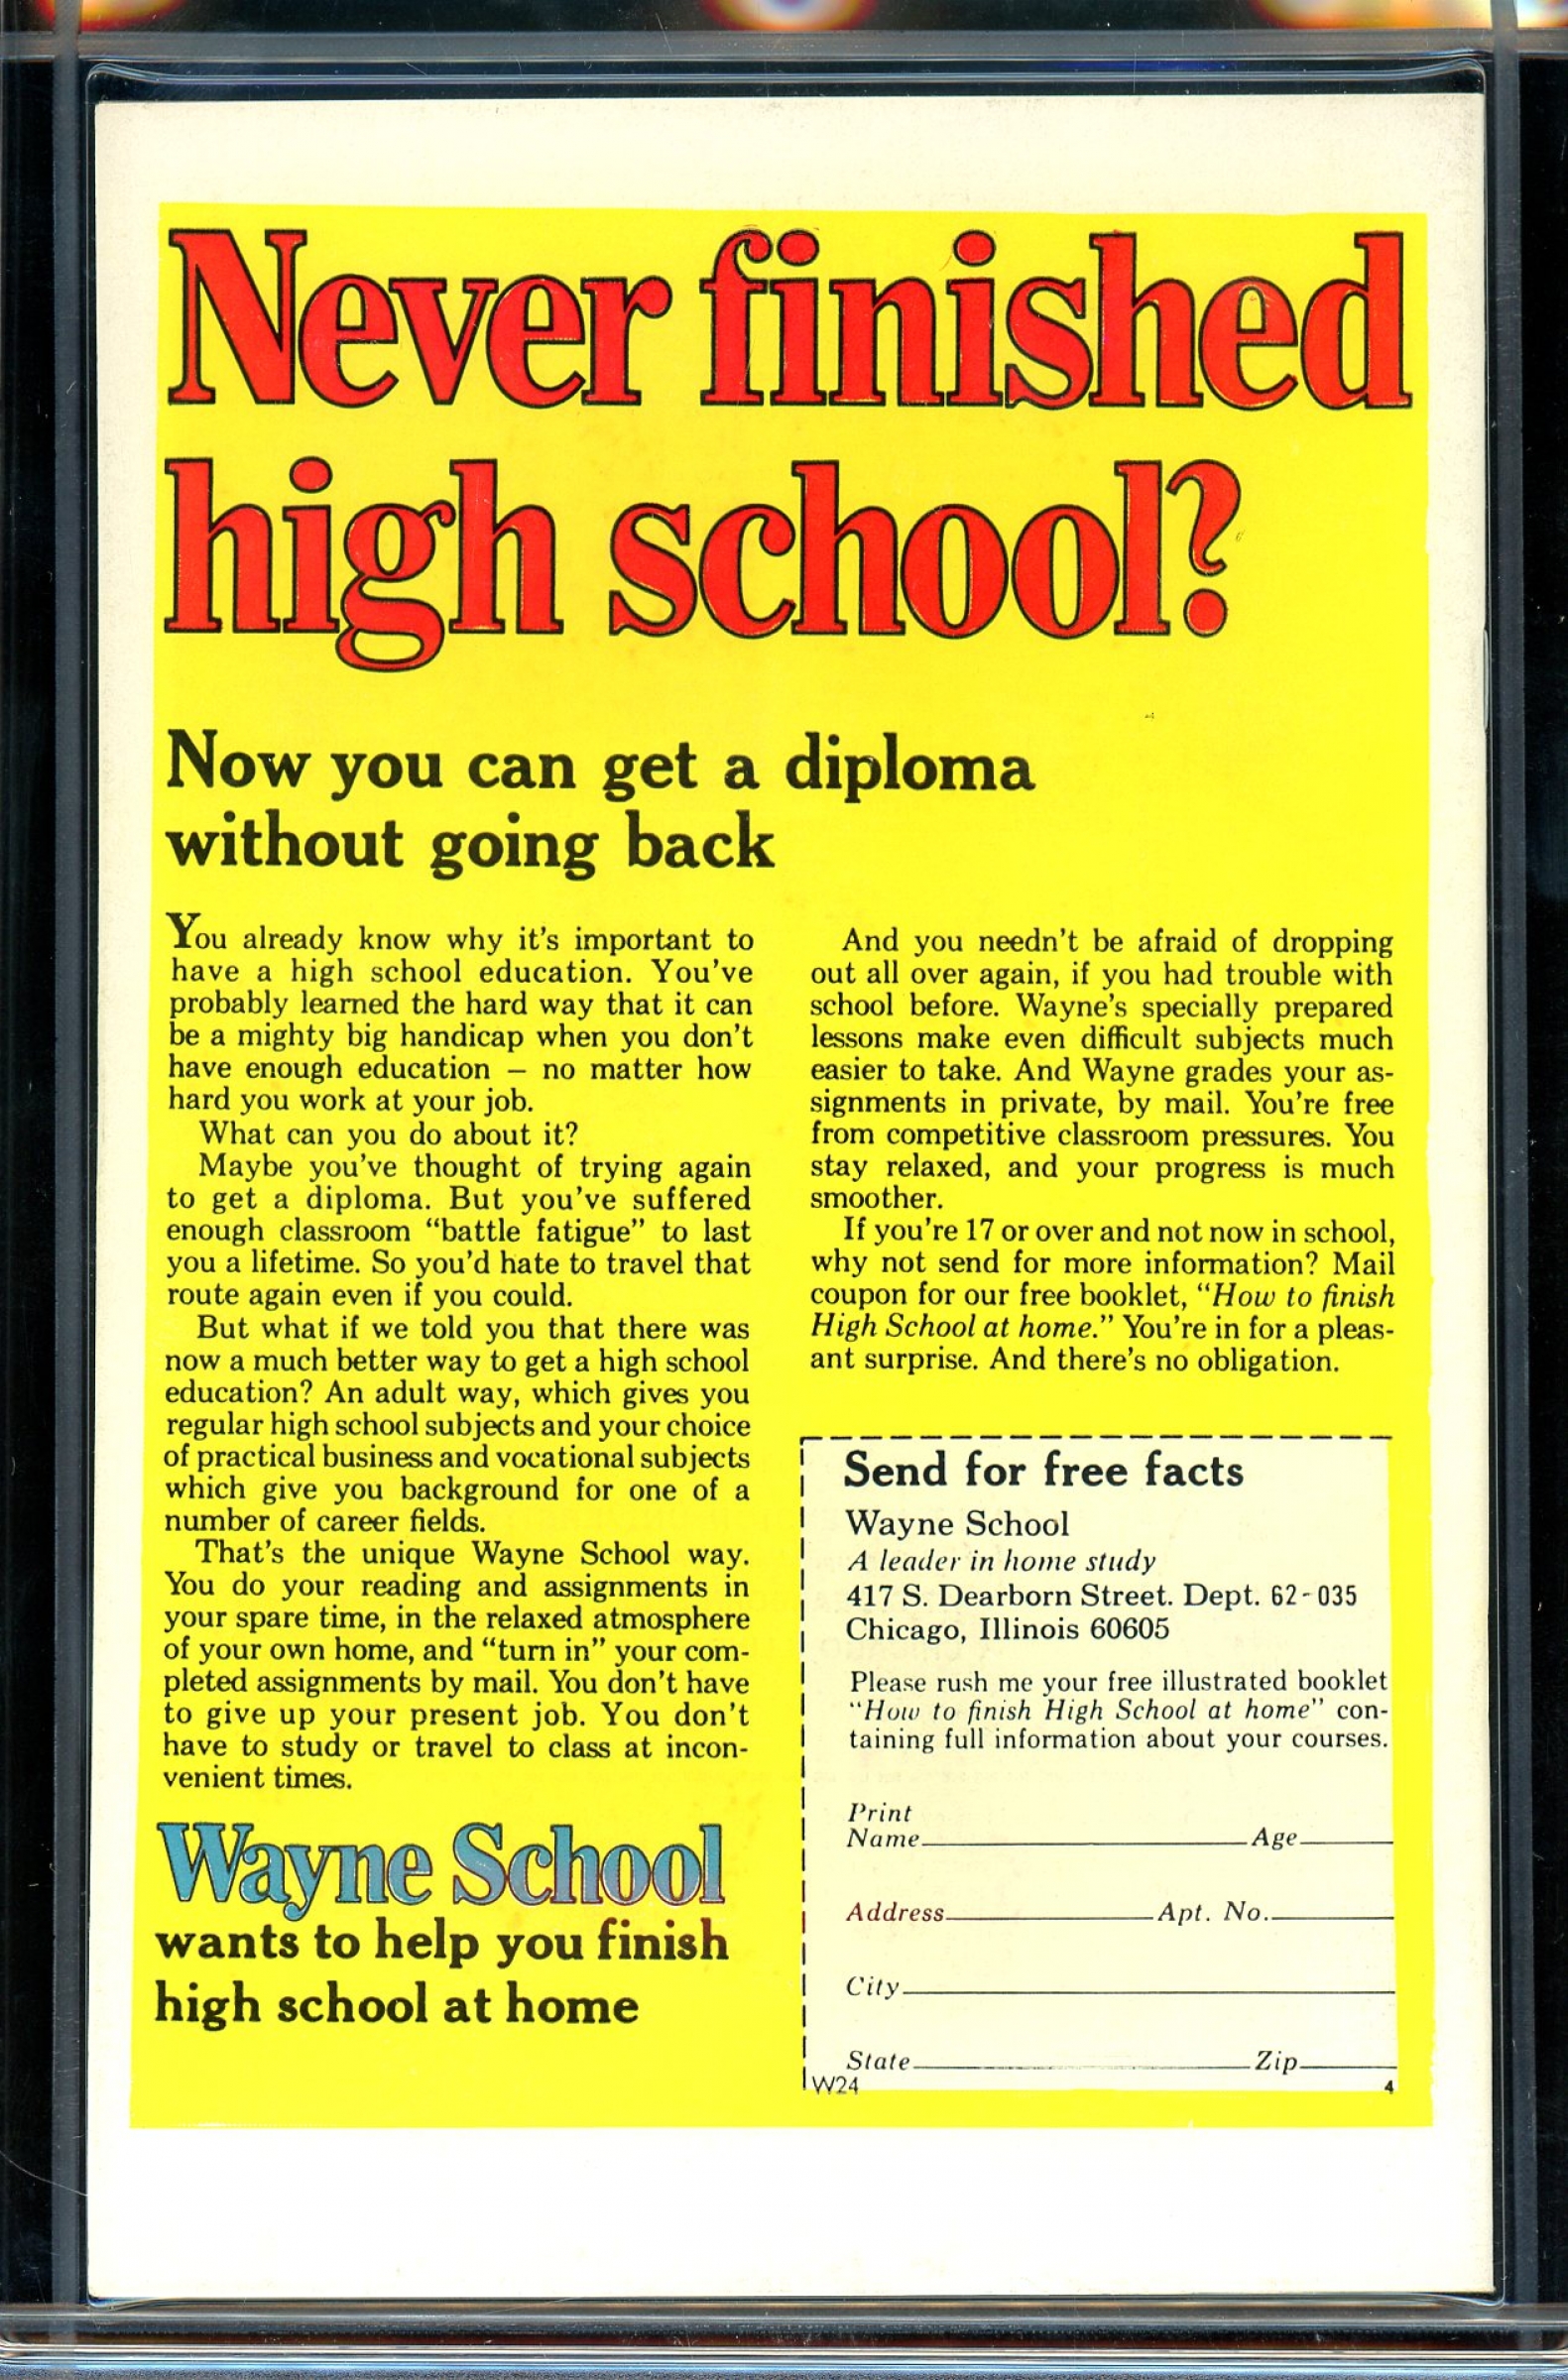 Never finished
high school?
Now you can get a diploma
without going back
You already know why it's important to
have a high school education. You've
probably learned the hard way that it can
be a mighty big handicap when you don't
have enough education – no matter how
hard you work at your job.
What can you do about it?
Maybe you've thought of trying again
to get a diploma. But you've suffered
enough classroom “battle fatigue” to last
you a lifetime. So you'd hate to travel that
route again even if you could.
But what if we told you that there was
now a much better way to get a high school
education? An adult way, which gives you
regular high school subjects and your choice
of practical business and vocational subjects
which give you background for one of a
number of career fields.
That's the unique Wayne School way.
You do your reading and assignments in
your spare time, in the relaxed atmosphere
of your own home, and “turn in” your com-
pleted assignments by mail. You don't have
to give up your present job. You don't
have to study or travel to class at incon-
venient times.
Wayne School
wants to help you finish
high school at home
And you needn't be afraid of dropping
out all over again, if you had trouble with
school before. Wayne's specially prepared
lessons make even difficult subjects much
easier to take. And Wayne grades your as-
signments in private, by mail. You're free
from competitive classroom pressures. You
stay relaxed, and your progress is much
smoother.
If you're 17 or over and not now in school,
why not send for more information? Mail
coupon for our free booklet, “How to finish
High School at home.” You're in for a pleas-
ant surprise. And there's no obligation.
Send for free facts
Wayne School
A leader in home study
417 S. Dearborn Street. Dept. 62-035
Chicago, Illinois 60605
Please rush me your free illustrated booklet
“How to finish High School at home” con-
taining full information about your courses.
Print
Name Age
Address Apt. No.
City
State Zip
W24 4